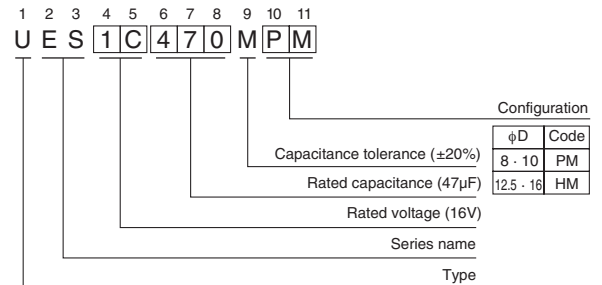 1 2 3 4 5 6 7 8 9 10 11
U E S 1 C 4 7 0 M P M
Configuration
φD Code
8 · 10 PM
12.5 · 16 HM
Capacitance tolerance (±20%)
Rated capacitance (47µF)
Rated voltage (16V)
Series name
Type